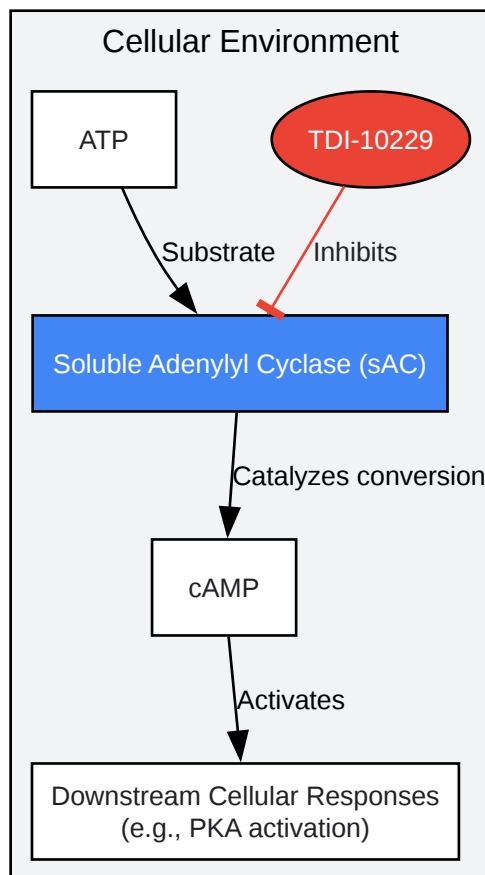 Cellular Environment
ATP
TDI-10229
Substrate
Inhibits
Soluble Adenylyl Cyclase (sAC)
Catalyzes conversion
cAMP
Activates
Downstream Cellular Responses
(e.g., PKA activation)